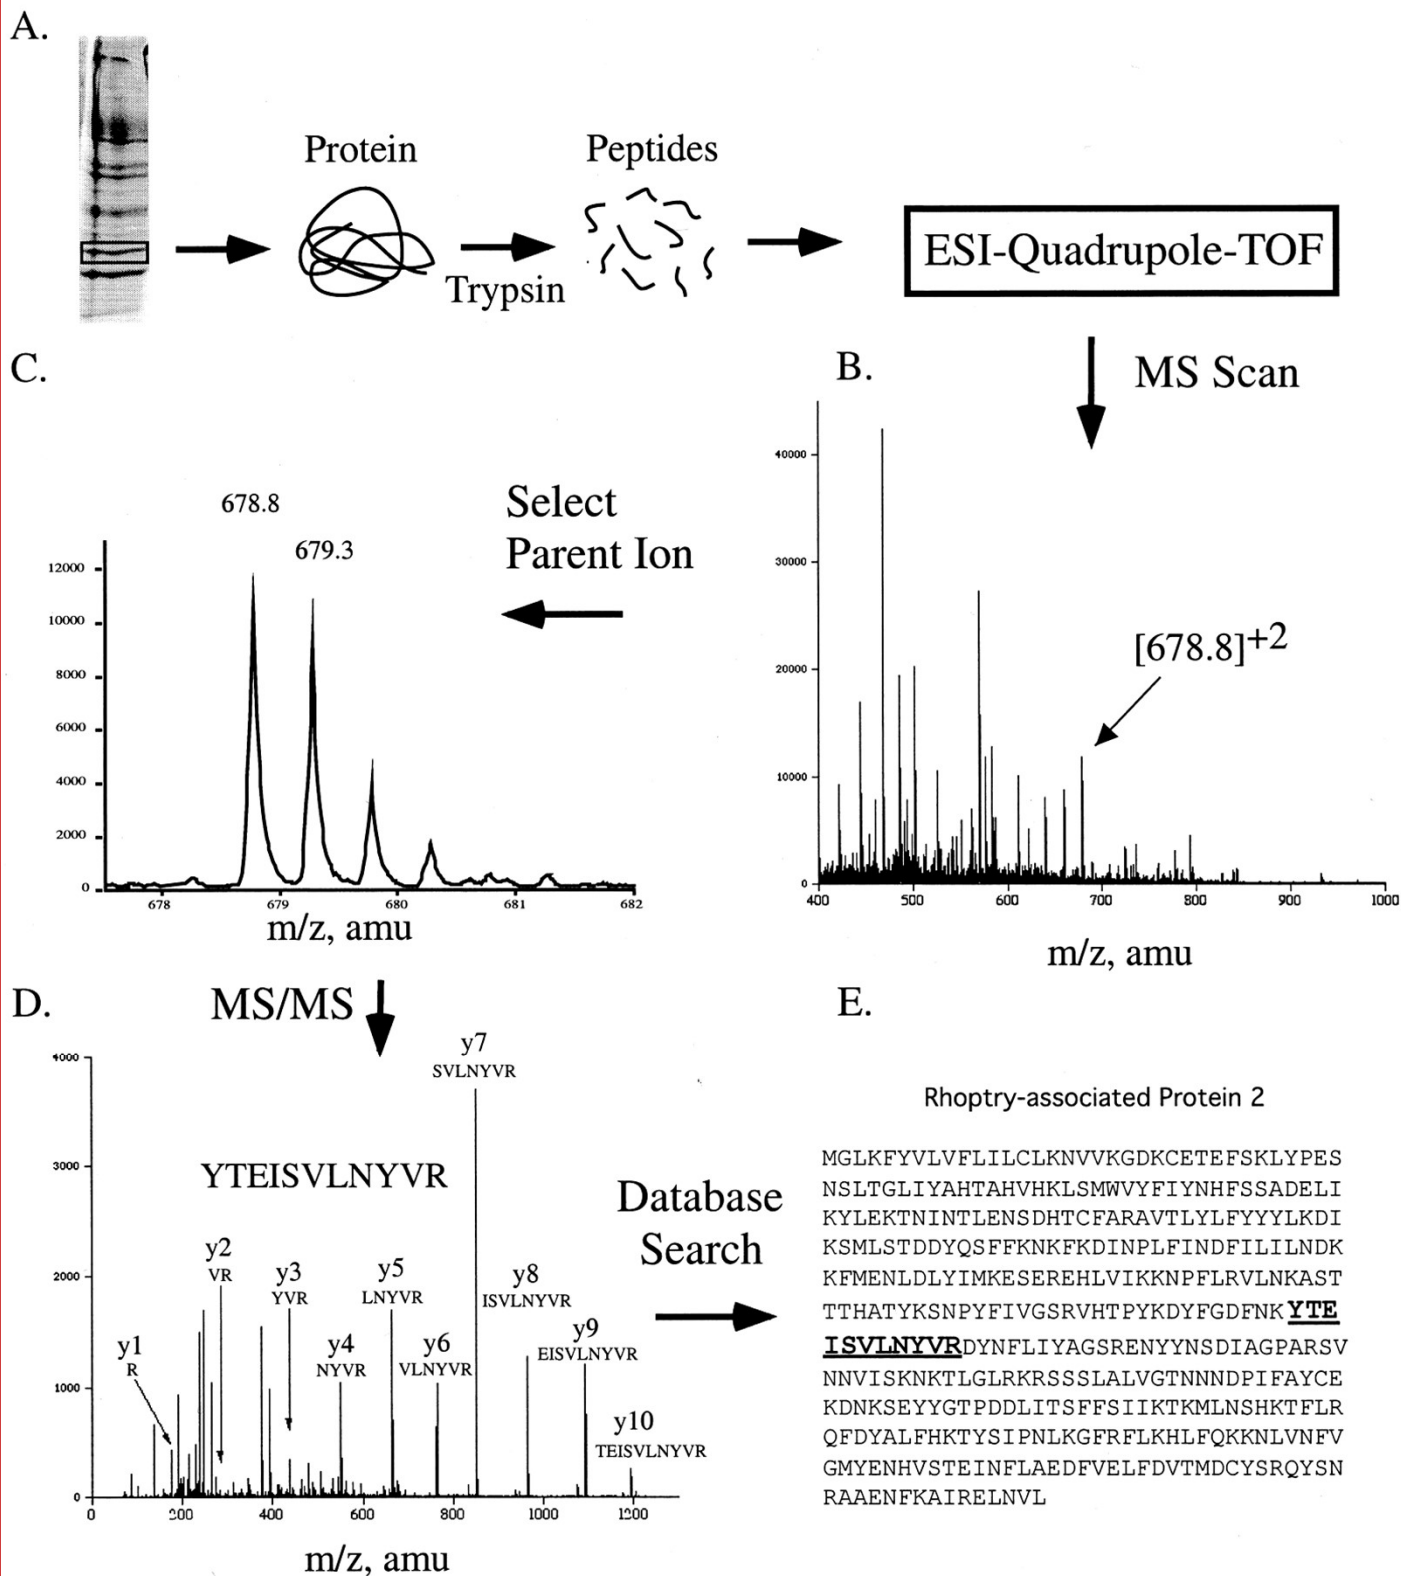 A.
Protein
Peptides
Trypsin
ESI-Quadrupole-TOF
MS Scan
B.
40000
30000
20000
10000
0
[678.8]+2
400 500 600 700 800 900 1000
m/z, amu
Select
Parent Ion
C.
678.8
679.3
12000
10000
8000
6000
4000
2000
0
678 679 680 681 682
m/z, amu
MS/MS
D.
4000
3000
2000
1000
0
YTEISVLNYVR
y1
R
y2
VR
y3
YVR
y4
NYVR
y5
LNYVR
y6
VLNYVR
y7
SVLNYVR
y8
ISVLNYVR
y9
EISVLNYVR
y10
TEISVLNYVR
0 200 400 600 800 1000 1200
m/z, amu
Database
Search
E.
Rhoptry-associated Protein 2
MGLKFYVLVFLILCLKNVVKGDKCETEFSKLYPES
NSLTGLIYAHTAHVHKLSMWVYFIYNHFSSADELI
KYLEKTNINTLENSDHTCFARAVTLYLFYYYLKDI
KSMLSTDDYQSFFKNKFKDINPLFINDFILILNDK
KFMENLDLYIMKESEREHLVIKKNPFLRVLNKAST
TTHATYKSNPYFIVGSRVHTPYKDYFGDFNKYTE
ISVLNYVRDYNFLIYAGSRENYYNSDIAGPARSV
NNVISKNKTLGLRKRSSSLALVGTNNNDPIFAYCE
KDNKSEYYGTPDDLITSFFSIIKTKMLNSHKTFLR
QFDYALFHKTYSIPNLKGFRFLKHLFQKKNLVNFV
GMYENHVSTEINFLAEDFVELFDVTMDCYSRQYSN
RAAENFKAIRELNVL